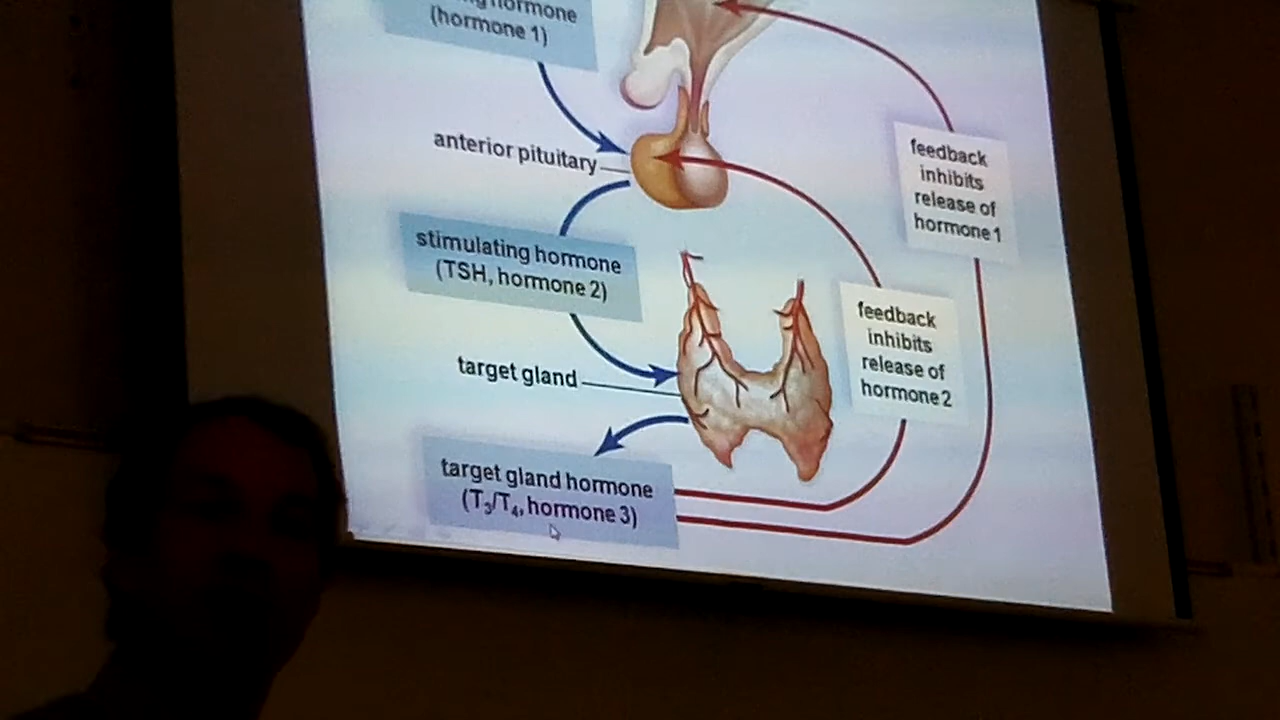 hormone
(hormone 1)
anterior pituitary
stimulating hormone
(TSH, hormone 2)
target gland
target gland hormone
(T₃/T₄, hormone 3)
feedback
inhibits
release of
hormone 1
feedback
inhibits
release of
hormone 2